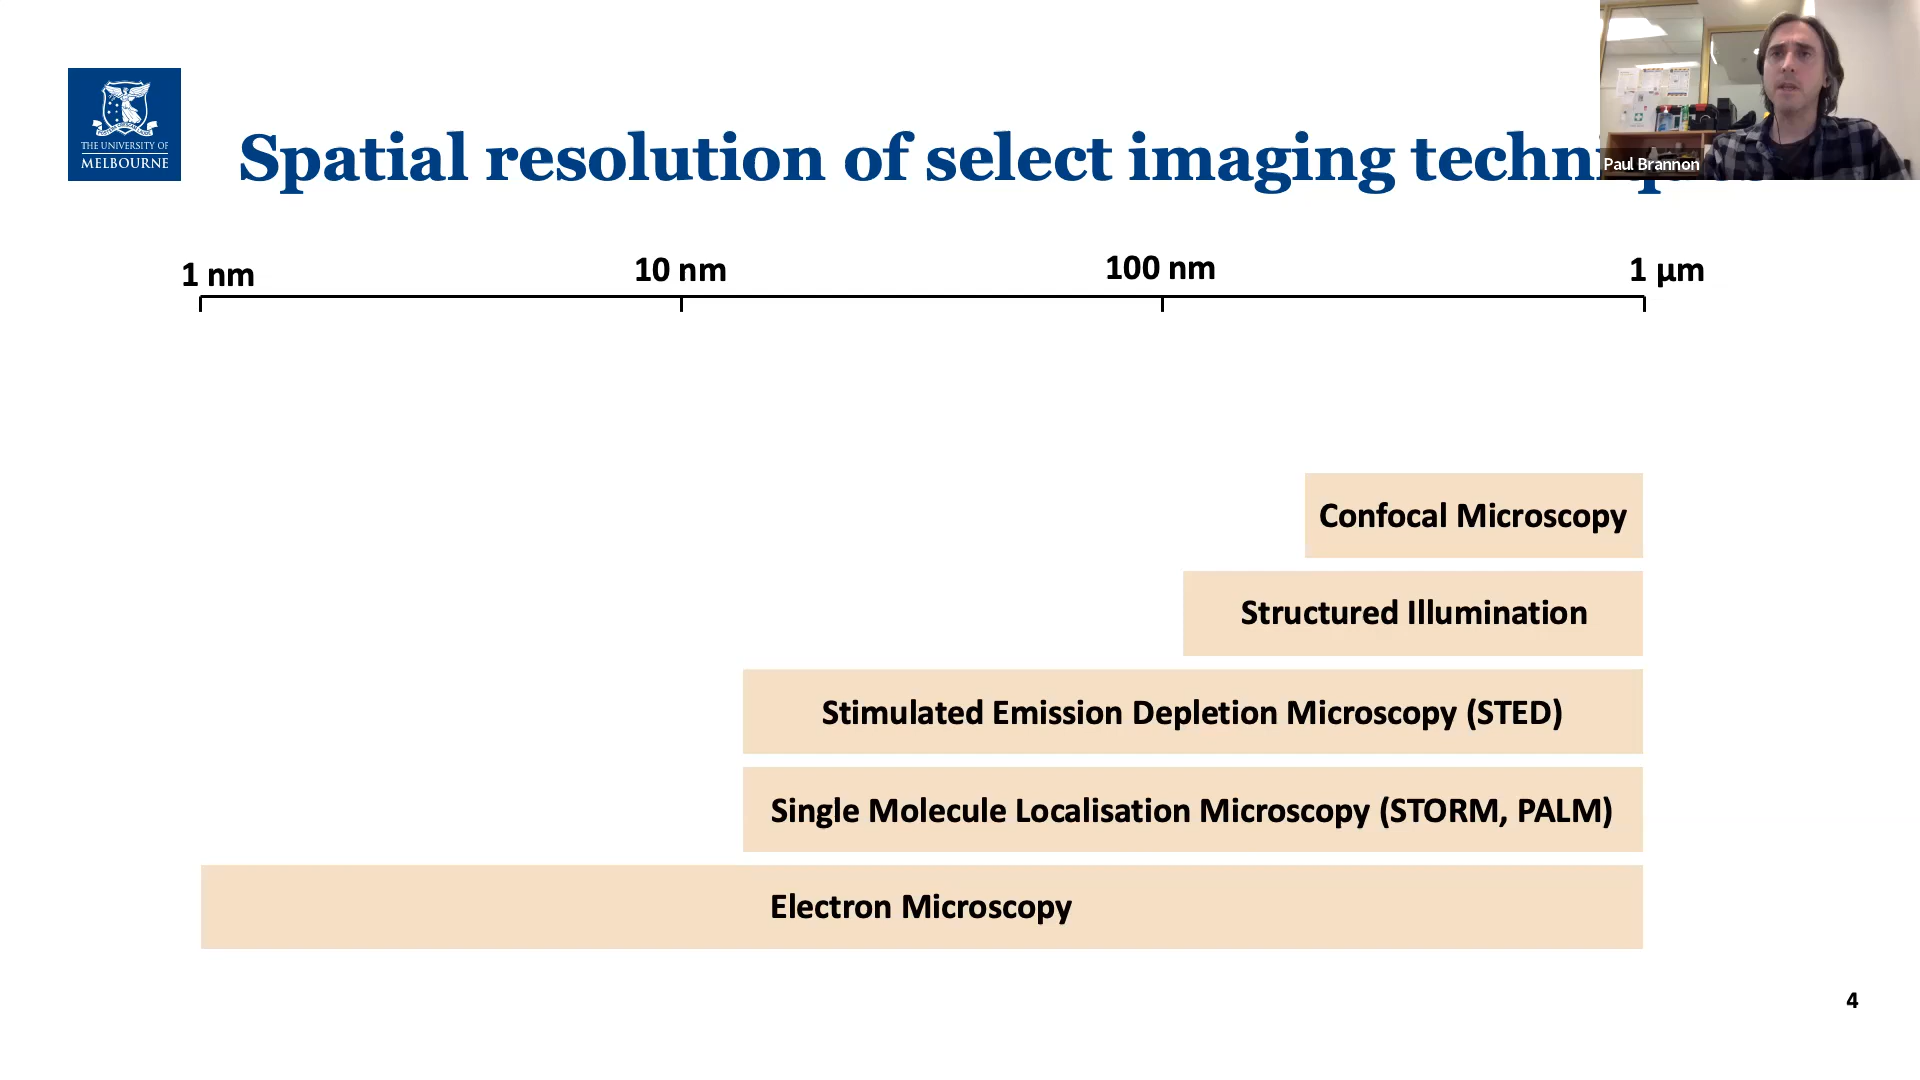 THE UNIVERSITY OF
MELBOURNE
Spatial resolution of select imaging
Paul Brannon
1 nm
10 nm
100 nm
1 µm
Confocal Microscopy
Structured Illumination
Stimulated Emission Depletion Microscopy (STED)
Single Molecule Localisation Microscopy (STORM, PALM)
Electron Microscopy
4